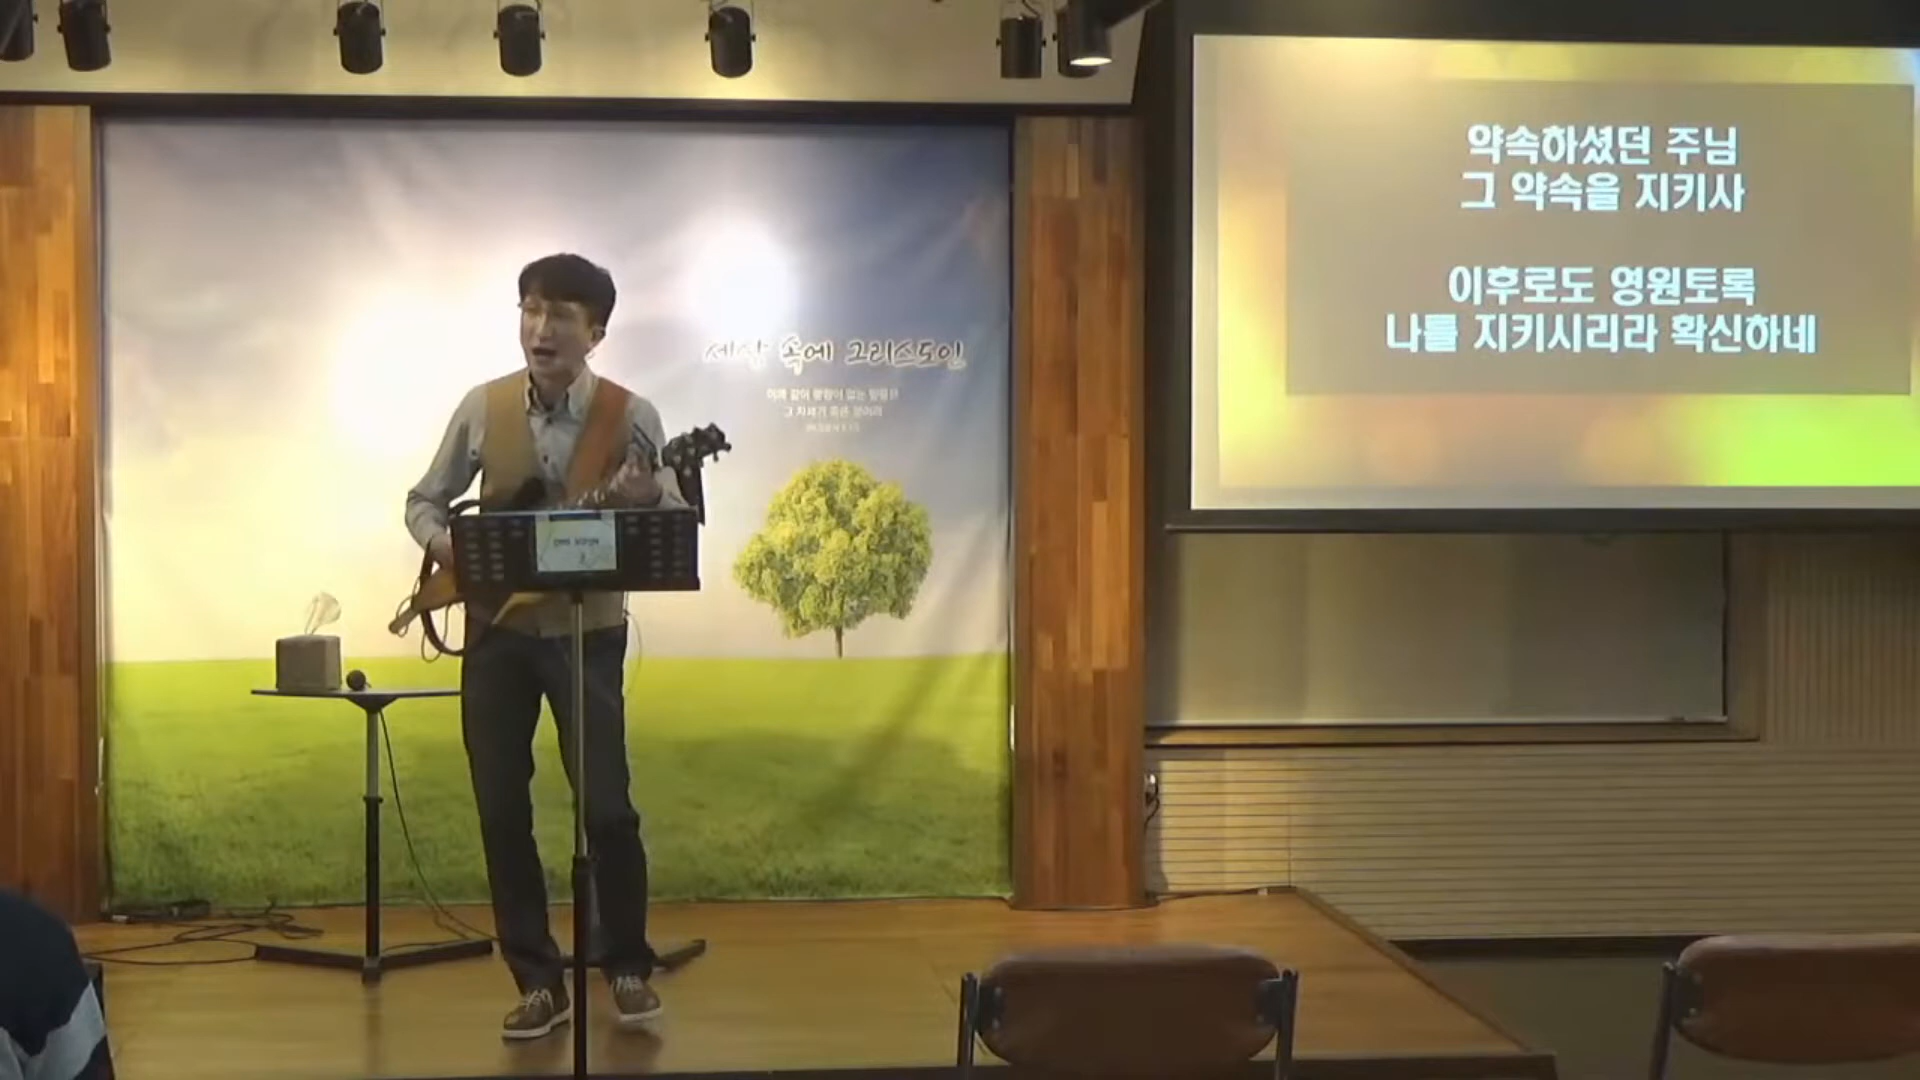 약속하셨던 주님
그 약속을 지키사
이후로도 영원토록
나를 지키시리라 확신하네
세상 속에 그리스도인